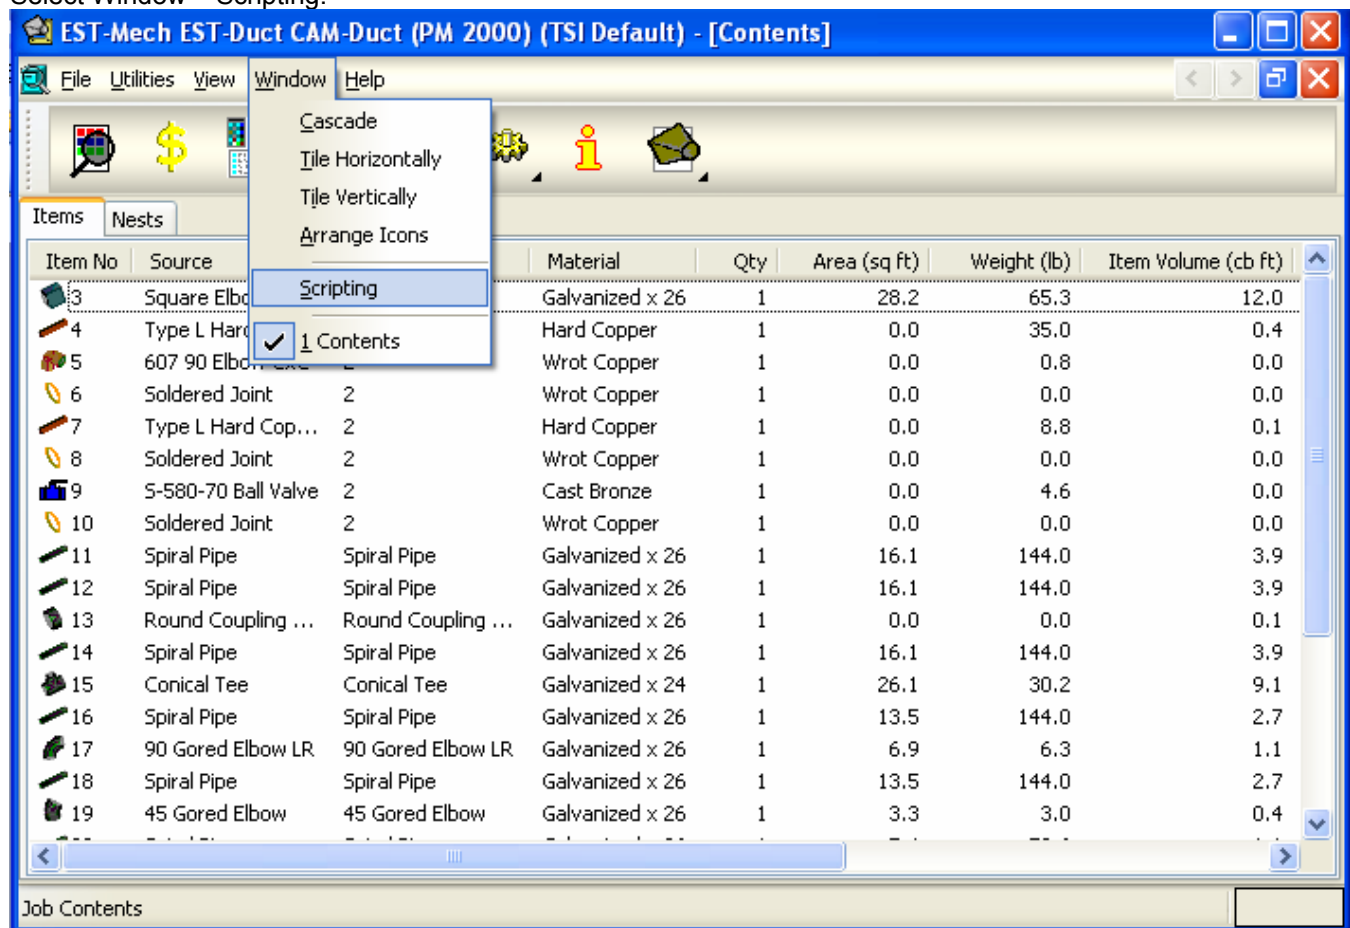 Select Window – Scripting.
EST-Mech EST-Duct CAM-Duct (PM 2000) (TSI Default) - [Contents]
File Utilities View Window Help
Cascade
Tile Horizontally
Tile Vertically
Arrange Icons
Scripting
1 Contents
Items Nests
Item No Source Material Qty Area (sq ft) Weight (lb) Item Volume (cb ft)
3 Square Elbo Galvanized x 26 1 28.2 65.3 12.0
4 Type L Hard Hard Copper 1 0.0 35.0 0.4
5 607 90 Elbow Wrot Copper 1 0.0 0.8 0.0
6 Soldered Joint 2 Wrot Copper 1 0.0 0.0 0.0
7 Type L Hard Cop... 2 Hard Copper 1 0.0 8.8 0.1
8 Soldered Joint 2 Wrot Copper 1 0.0 0.0 0.0
9 S-580-70 Ball Valve 2 Cast Bronze 1 0.0 4.6 0.0
10 Soldered Joint 2 Wrot Copper 1 0.0 0.0 0.0
11 Spiral Pipe Spiral Pipe Galvanized x 26 1 16.1 144.0 3.9
12 Spiral Pipe Spiral Pipe Galvanized x 26 1 16.1 144.0 3.9
13 Round Coupling ... Round Coupling ... Galvanized x 26 1 0.0 0.0 0.1
14 Spiral Pipe Spiral Pipe Galvanized x 26 1 16.1 144.0 3.9
15 Conical Tee Conical Tee Galvanized x 24 1 26.1 30.2 9.1
16 Spiral Pipe Spiral Pipe Galvanized x 26 1 13.5 144.0 2.7
17 90 Gored Elbow LR 90 Gored Elbow LR Galvanized x 26 1 6.9 6.3 1.1
18 Spiral Pipe Spiral Pipe Galvanized x 26 1 13.5 144.0 2.7
19 45 Gored Elbow 45 Gored Elbow Galvanized x 26 1 3.3 3.0 0.4
Job Contents